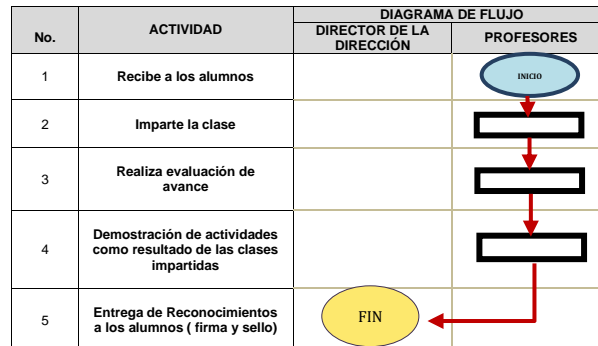 DIAGRAMA DE FLUJO
No.
ACTIVIDAD
DIRECTOR DE LA
DIRECCIÓN
PROFESORES
1
Recibe a los alumnos
INICIO
2
Imparte la clase
3
Realiza evaluación de
avance
4
Demostración de actividades
como resultado de las clases
impartidas
5
Entrega de Reconocimientos
a los alumnos ( firma y sello)
FIN